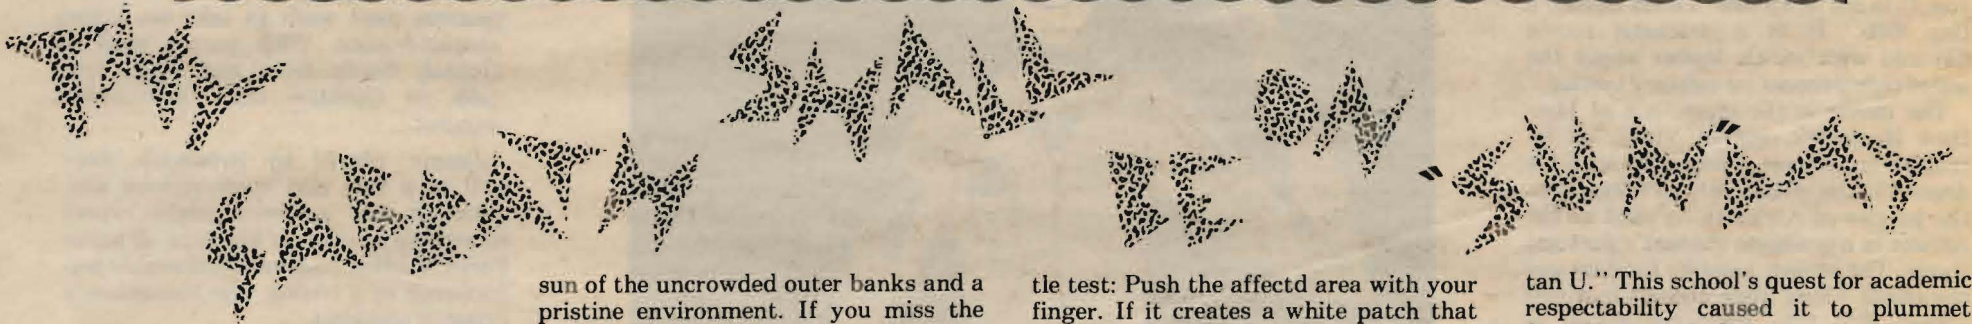 THY SHALL ON
SABBATH BE "SUNDAY"
sun of the uncrowded outer banks and a
pristine environment. If you miss the
tle test: Push the affectd area with your
finger. If it creates a white patch that
tan U." This school's quest for academic
respectability caused it to plummet